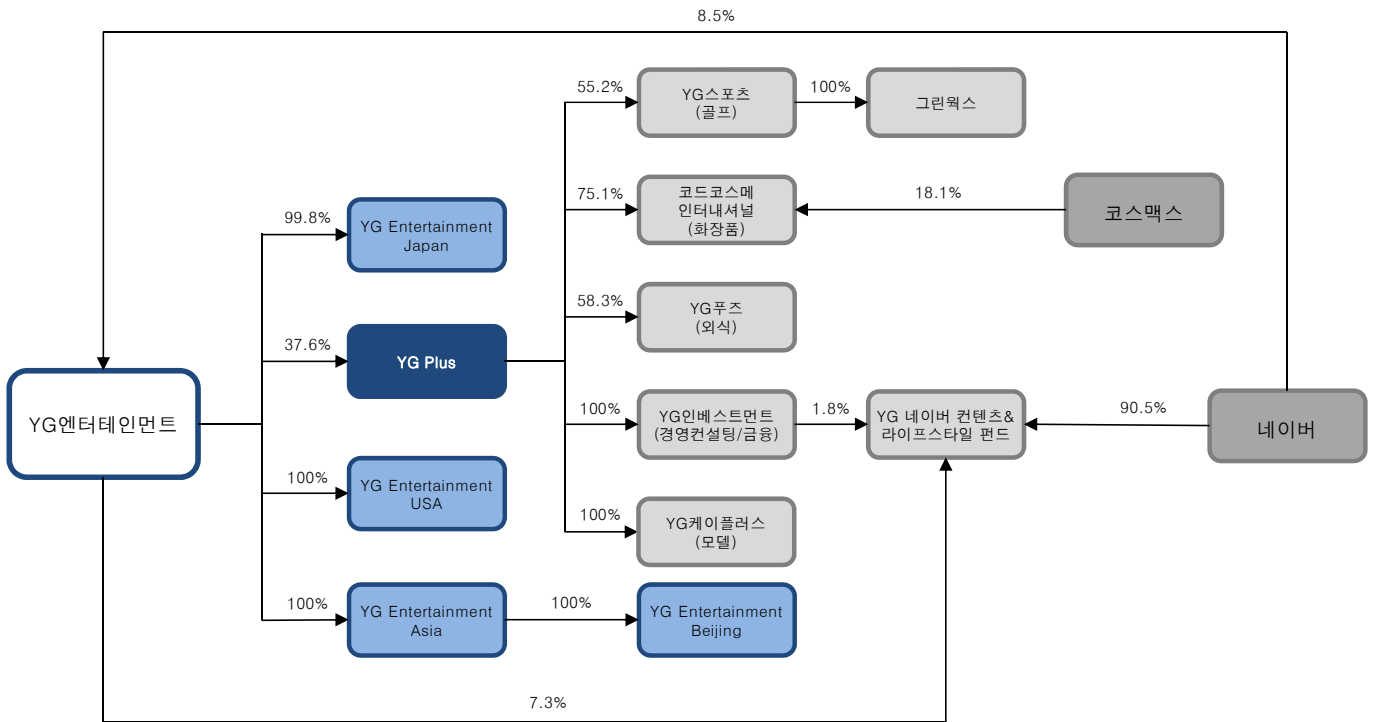 8.5%
55.2%
YG스포츠
(골프)
100%
그린웍스
75.1%
코드코스메
인터내셔널
(화장품)
18.1%
코스맥스
99.8%
YG Entertainment
Japan
58.3%
YG푸즈
(외식)
37.6%
YG Plus
YG엔터테인먼트
100%
YG인베스트먼트
(경영컨설팅/금융)
1.8%
YG 네이버 컨텐츠&
라이프스타일 펀드
90.5%
네이버
100%
YG Entertainment
USA
100%
YG케이플러스
(모델)
100%
YG Entertainment
Asia
100%
YG Entertainment
Beijing
7.3%